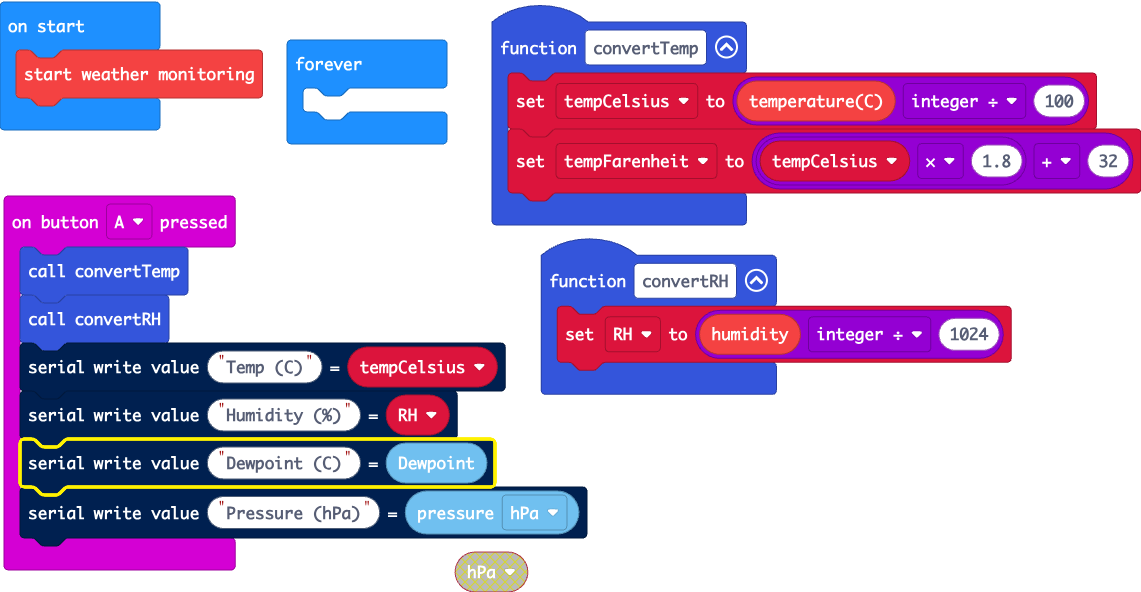 on start
start weather monitoring
forever
function convertTemp
set tempCelsius to temperature(C) integer ÷ 100
set tempFarenheit to tempCelsius × 1.8 + 32
on button A pressed
call convertTemp
call convertRH
serial write value "Temp (C)" = tempCelsius
serial write value "Humidity (%)" = RH
serial write value "Dewpoint (C)" = Dewpoint
serial write value "Pressure (hPa)" = pressure hPa
function convertRH
set RH to humidity integer ÷ 1024
hPa